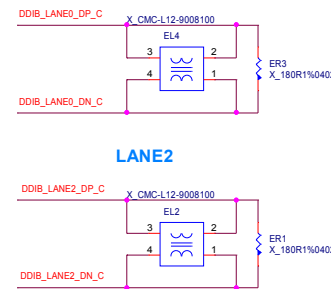 DDIB_LANE0_DP_C
X_CMC-L12-9008100
EL4
3 2
4 1
ER3
X_180R1%0402
DDIB_LANE0_DN_C
LANE2
DDIB_LANE2_DP_C
X_CMC-L12-9008100
EL2
3 2
4 1
ER1
X_180R1%0402
DDIB_LANE2_DN_C